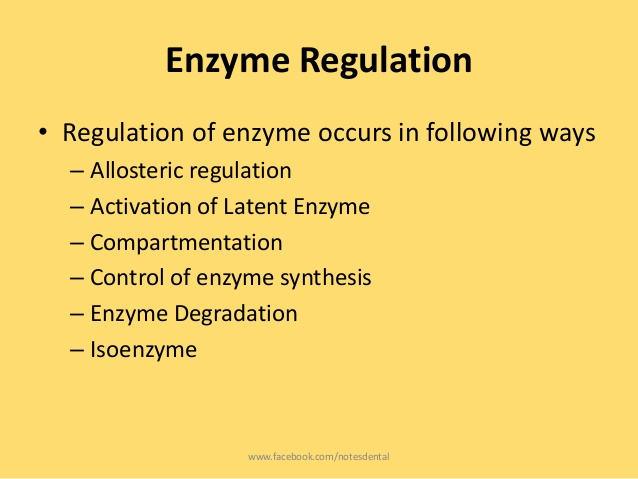 Enzyme Regulation
• Regulation of enzyme occurs in following ways
– Allosteric regulation
– Activation of Latent Enzyme
– Compartmentation
– Control of enzyme synthesis
– Enzyme Degradation
– Isoenzyme
www.facebook.com/notesdental